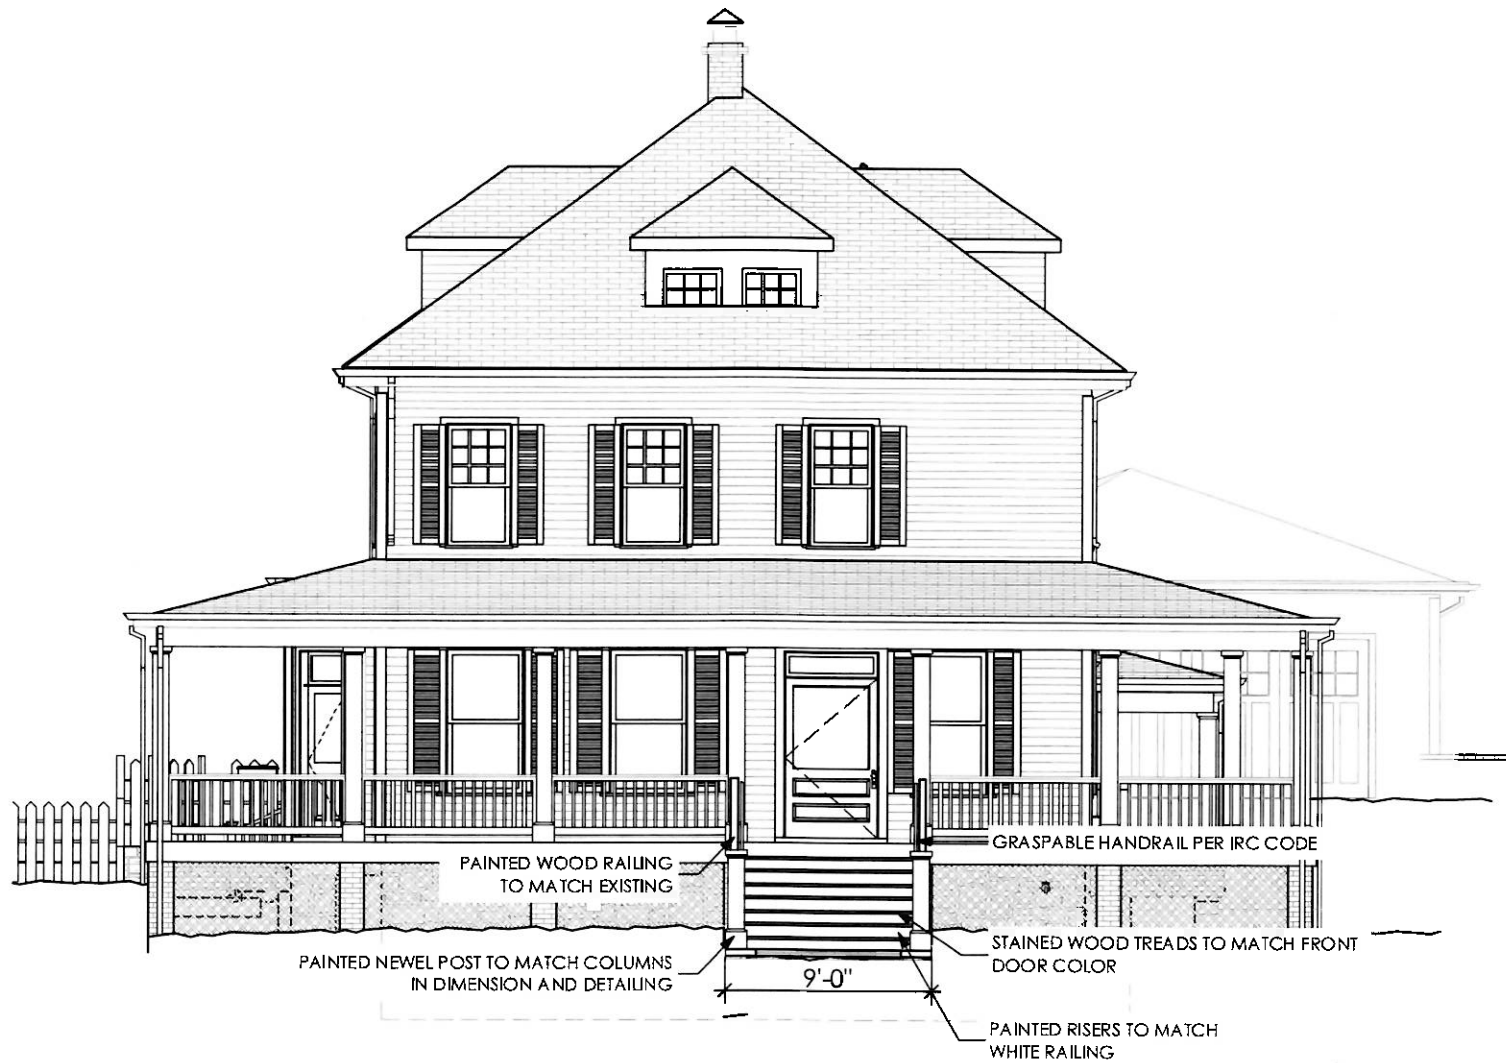 GRASPABLE HANDRAIL PER IRC CODE
PAINTED WOOD RAILING
TO MATCH EXISTING
STAINED WOOD TREADS TO MATCH FRONT
DOOR COLOR
PAINTED NEWEL POST TO MATCH COLUMNS
IN DIMENSION AND DETAILING
9'-0"
PAINTED RISERS TO MATCH
WHITE RAILING